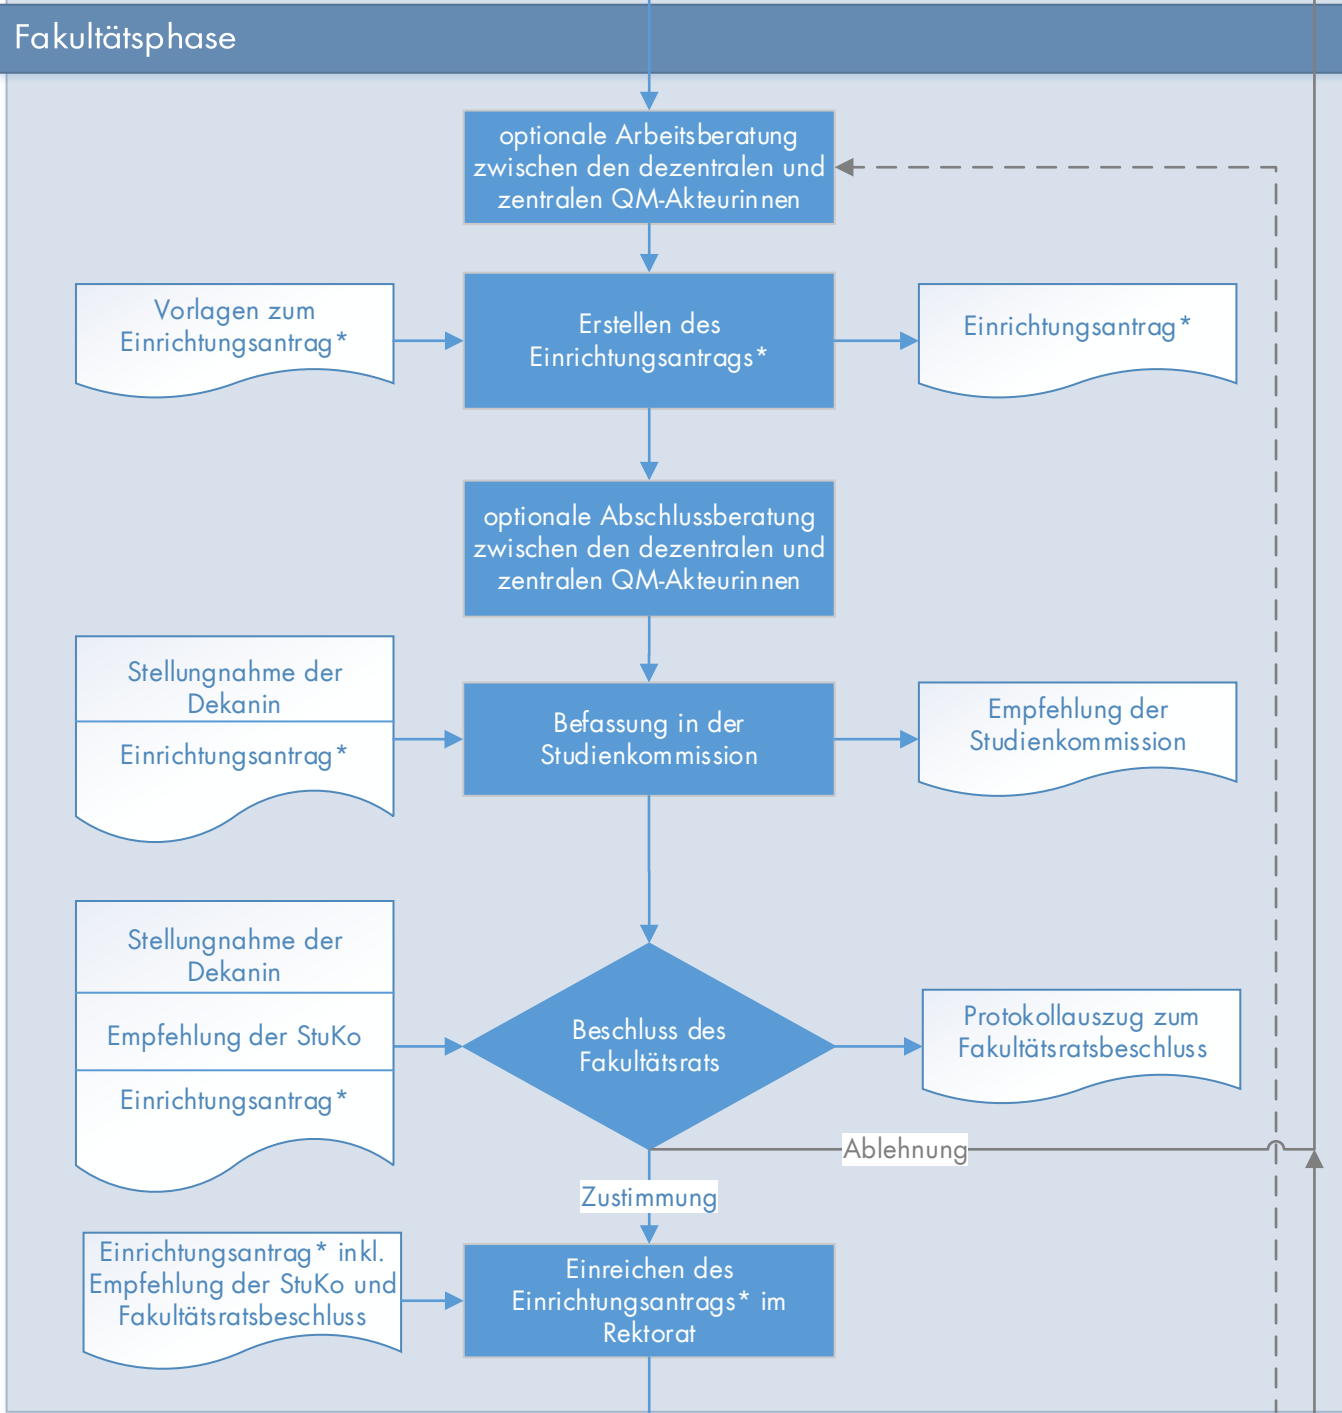 Fakultätsphase
optionale Arbeitsberatung
zwischen den dezentralen und
zentralen QM-Akteurinnen
Vorlagen zum
Einrichtungsantrag*
Erstellen des
Einrichtungsantrags*
Einrichtungsantrag*
optionale Abschlussberatung
zwischen den dezentralen und
zentralen QM-Akteurinnen
Stellungnahme der
Dekanin
Einrichtungsantrag*
Befassung in der
Studienkommission
Empfehlung der
Studienkommission
Stellungnahme der
Dekanin
Empfehlung der StuKo
Einrichtungsantrag*
Beschluss des
Fakultätsrats
Protokollauszug zum
Fakultätsratsbeschluss
Ablehnung
Zustimmung
Einrichtungsantrag* inkl.
Empfehlung der StuKo und
Fakultätsratsbeschluss
Einreichen des
Einrichtungsantrags* im
Rektorat